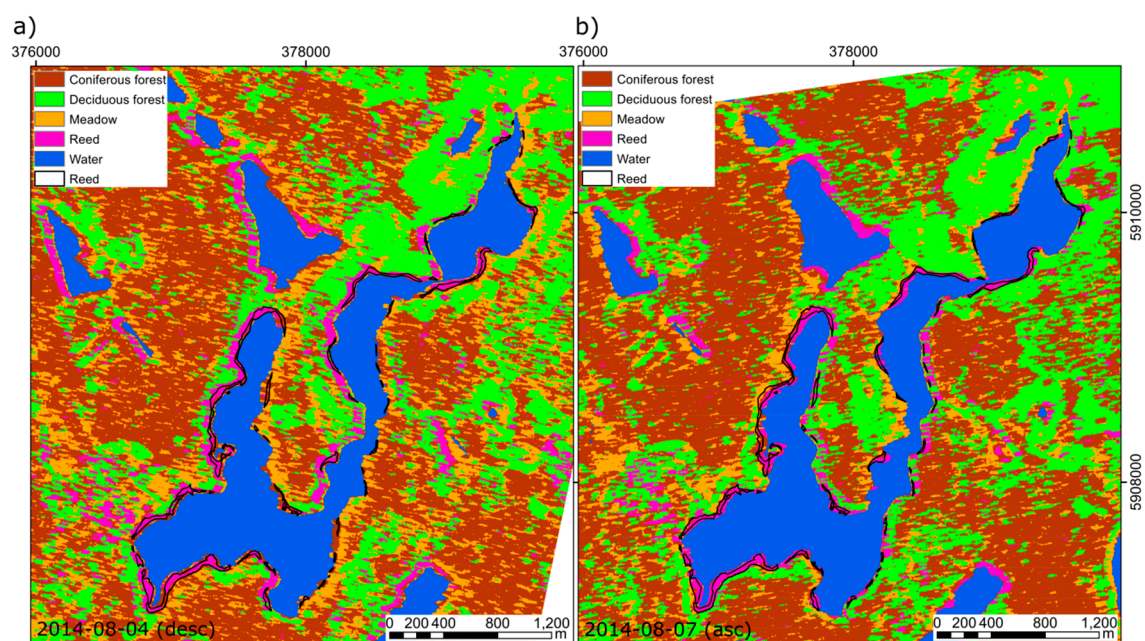 a)
b)
376000
378000
376000
378000
Coniferous forest
Deciduous forest
Meadow
Reed
Water
Reed
Coniferous forest
Deciduous forest
Meadow
Reed
Water
Reed
5910000
5908000
2014-08-04 (desc)
0 200 400 800 1,200
m
2014-08-07 (asc)
0 200 400 800 1,200
m